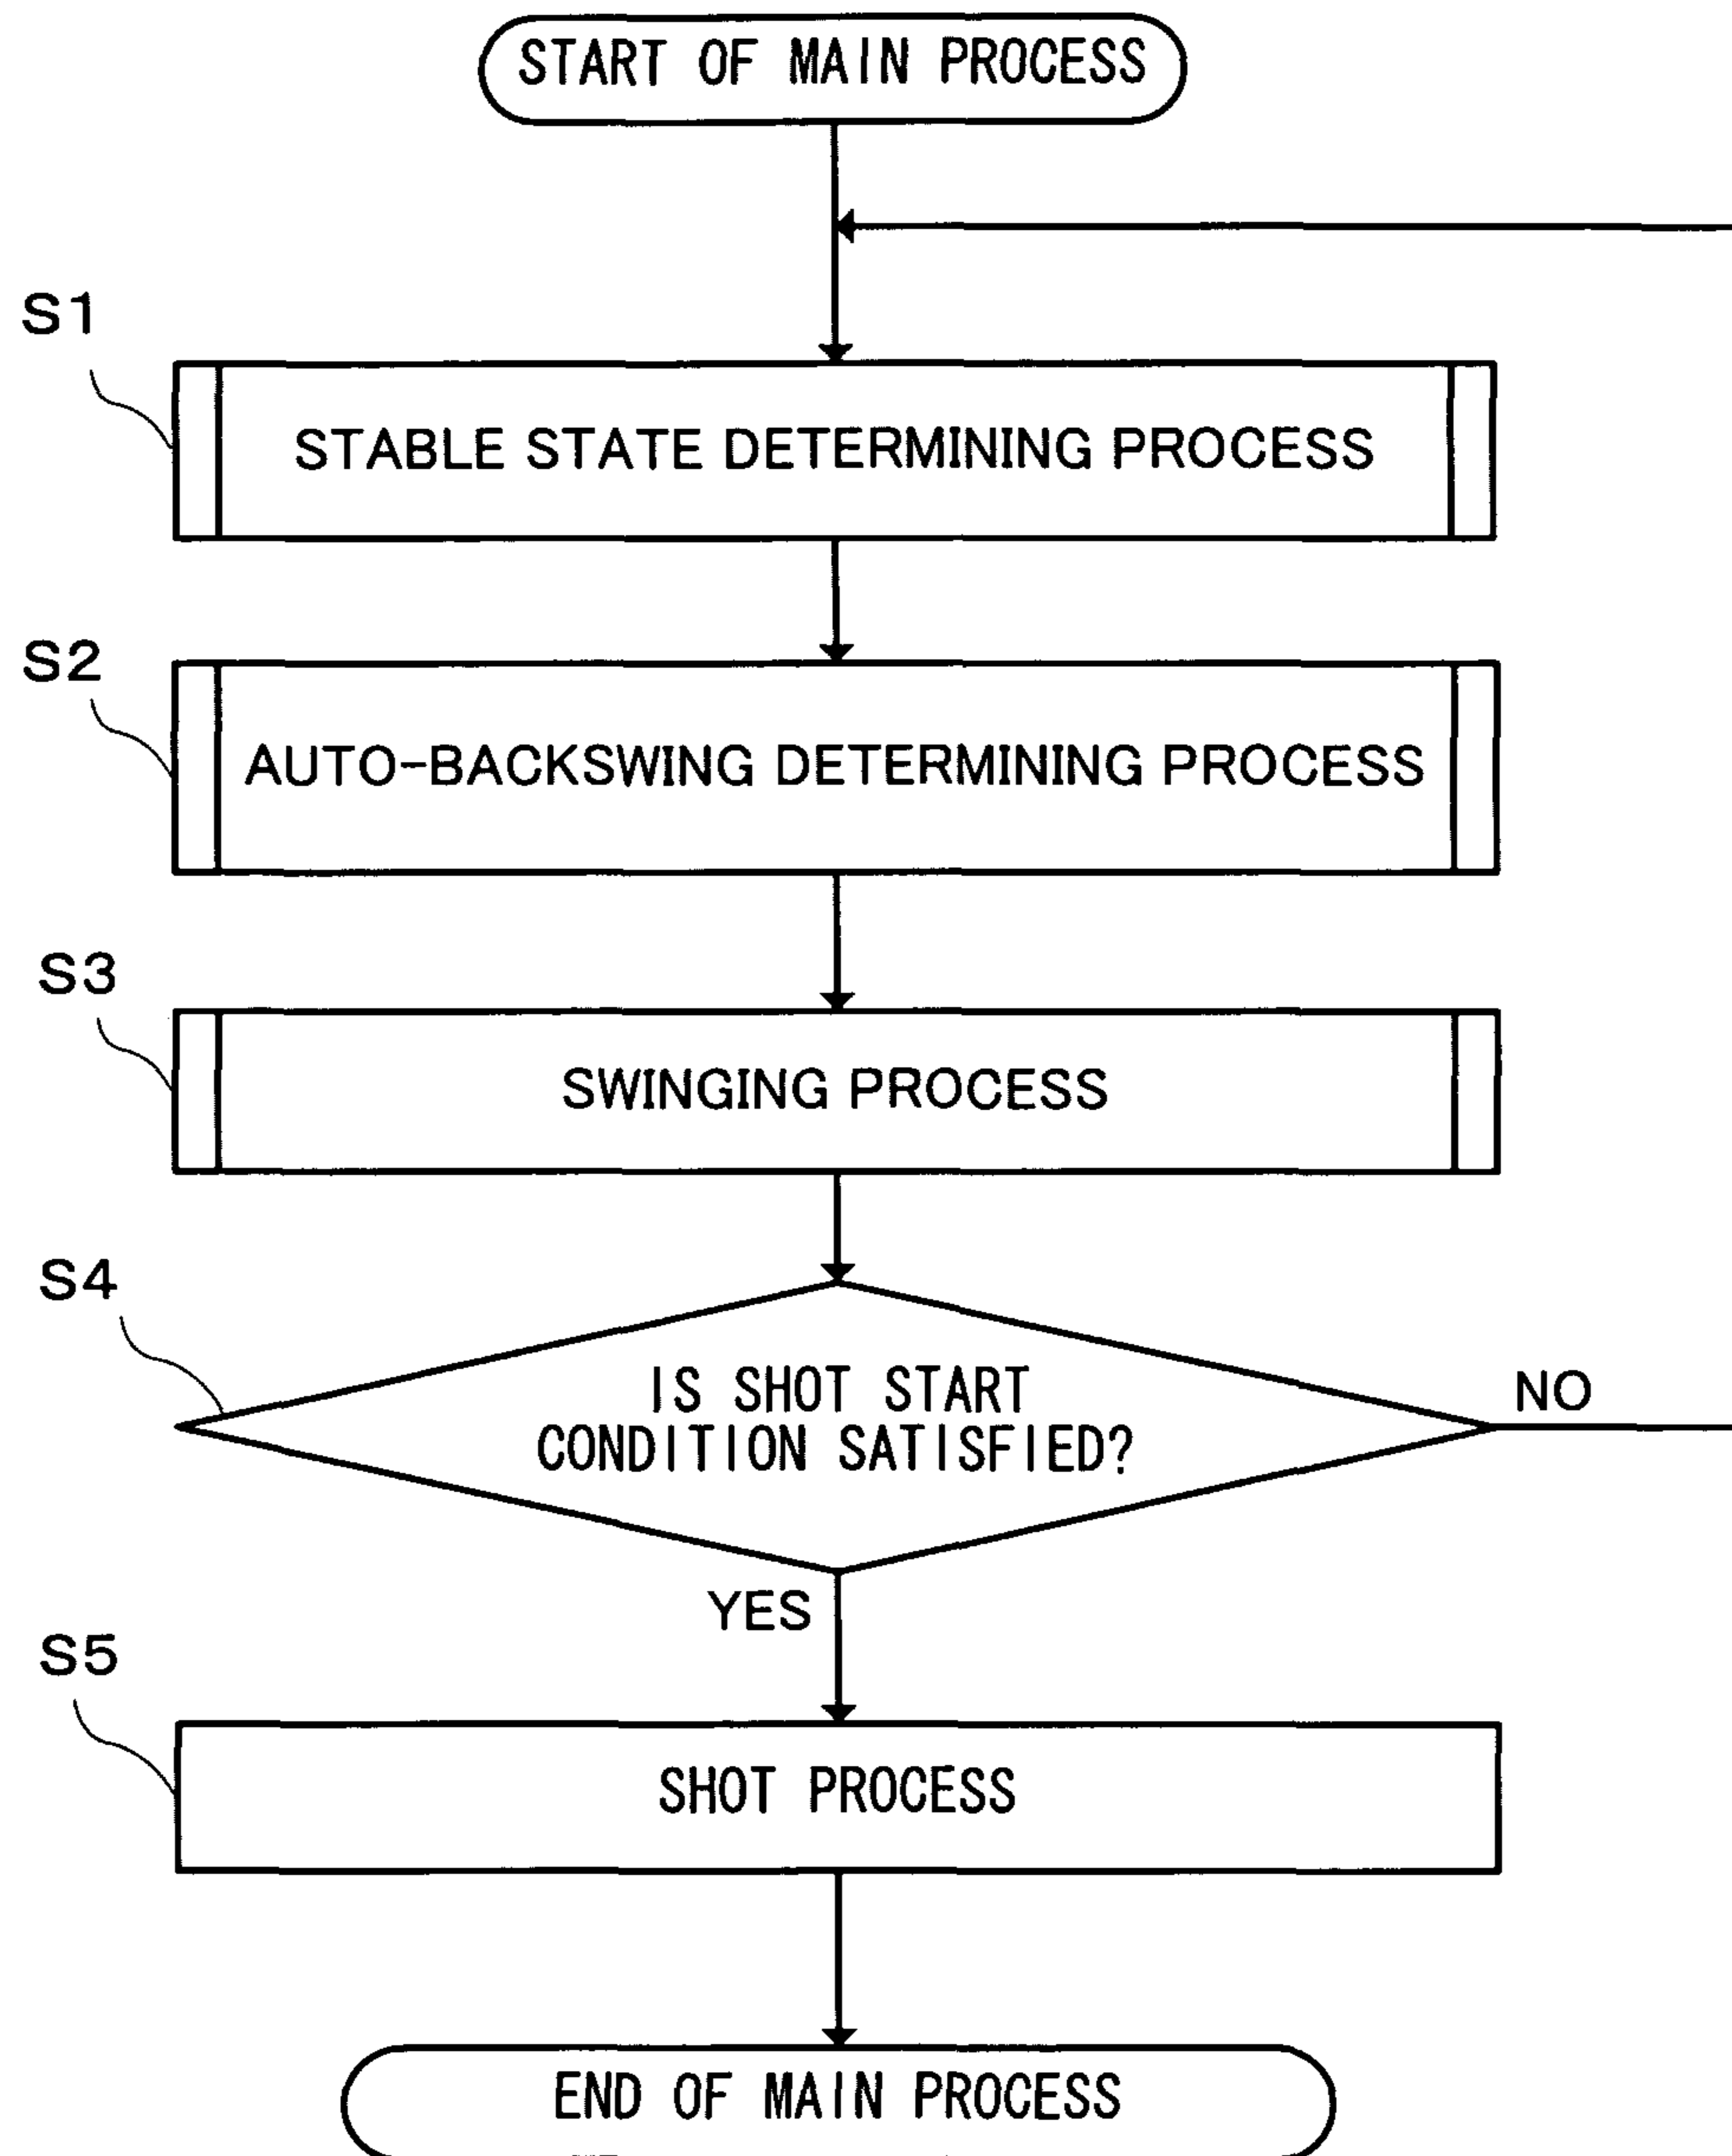 START OF MAIN PROCESS
S1
STABLE STATE DETERMINING PROCESS
S2
AUTO-BACKSWING DETERMINING PROCESS
S3
SWINGING PROCESS
S4
IS SHOT START
CONDITION SATISFIED?
NO
YES
S5
SHOT PROCESS
END OF MAIN PROCESS